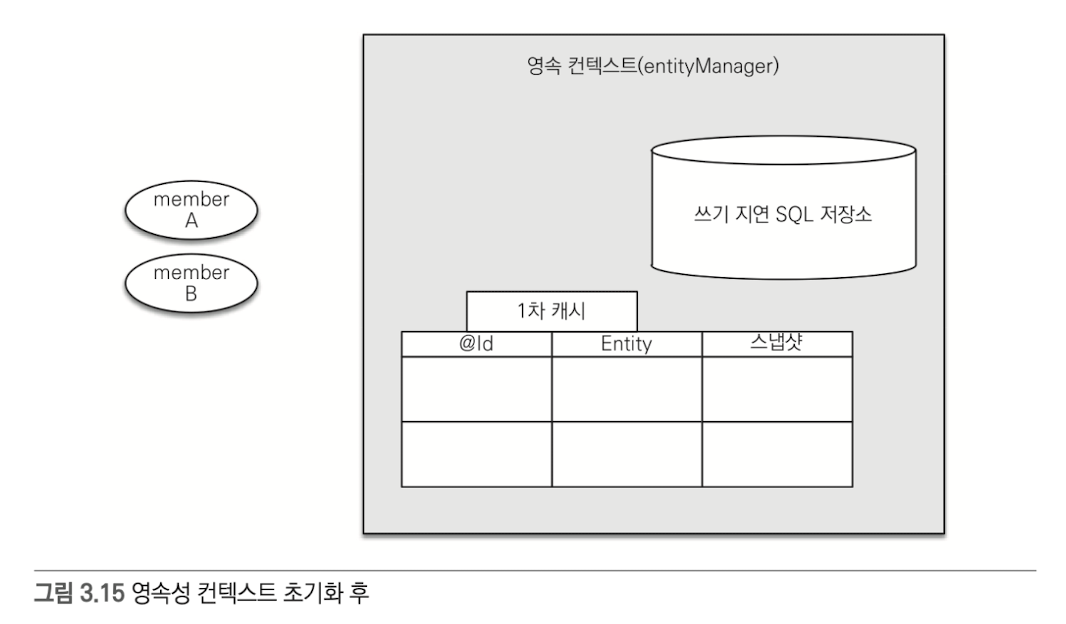 영속 컨텍스트(entityManager)
member
A
쓰기 지연 SQL 저장소
member
B
1차 캐시
@Id Entity 스냅샷
그림 3.15 영속성 컨텍스트 초기화 후